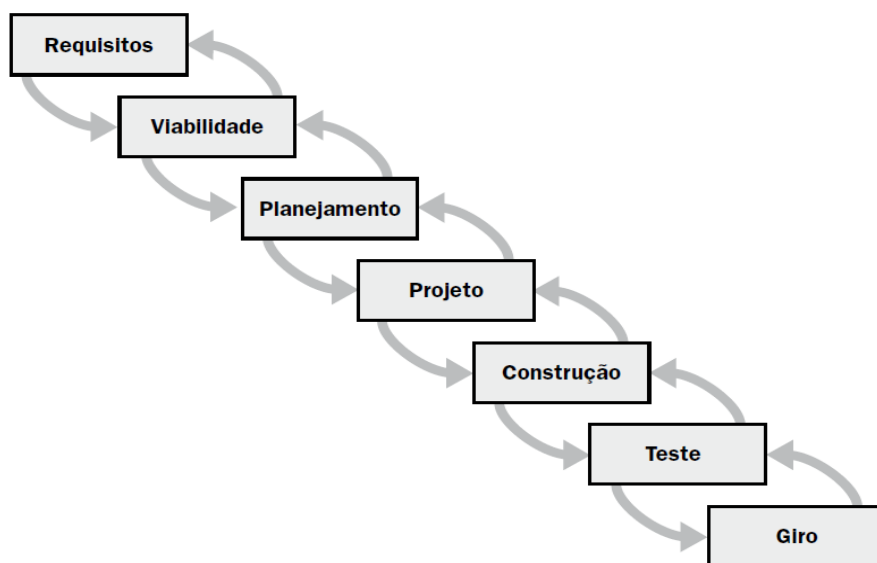 Requisitos
Viabilidade
Planejamento
Projeto
Construção
Teste
Giro